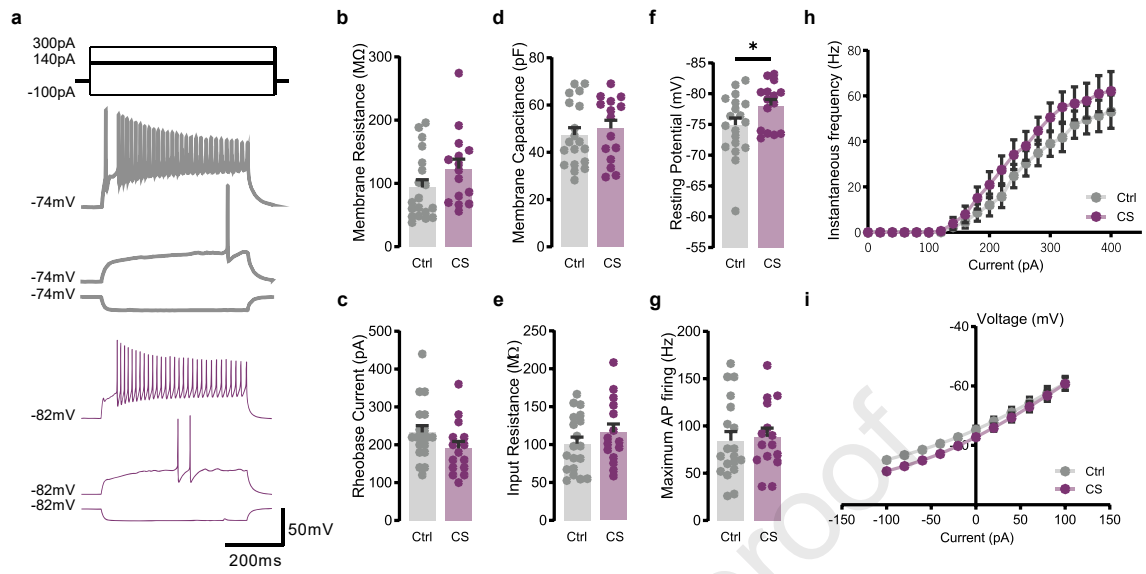 a
300pA
140pA
-100pA
-74mV
-74mV
-74mV
-82mV
-82mV
-82mV
50mV
200ms
b
Membrane Resistance (MΩ)
300
200
100
0
Ctrl
CS
c
Rheobase Current (pA)
500
400
300
200
100
0
Ctrl
CS
d
Membrane Capacitance (pF)
80
60
40
20
0
Ctrl
CS
e
Input Resistance (MΩ)
250
200
150
100
50
0
Ctrl
CS
f
Resting Potential (mV)
-85
-80
-75
-70
-65
-60
-55
*
Ctrl
CS
g
Maximum AP firing (Hz)
200
150
100
50
0
Ctrl
CS
h
Instantaneous frequency (Hz)
80
60
40
20
0
0
100
200
300
400
Current (pA)
Ctrl
CS
i
Voltage (mV)
-40
-60
-80
-150
-100
-50
0
50
100
150
Current (pA)
Ctrl
CS
proof